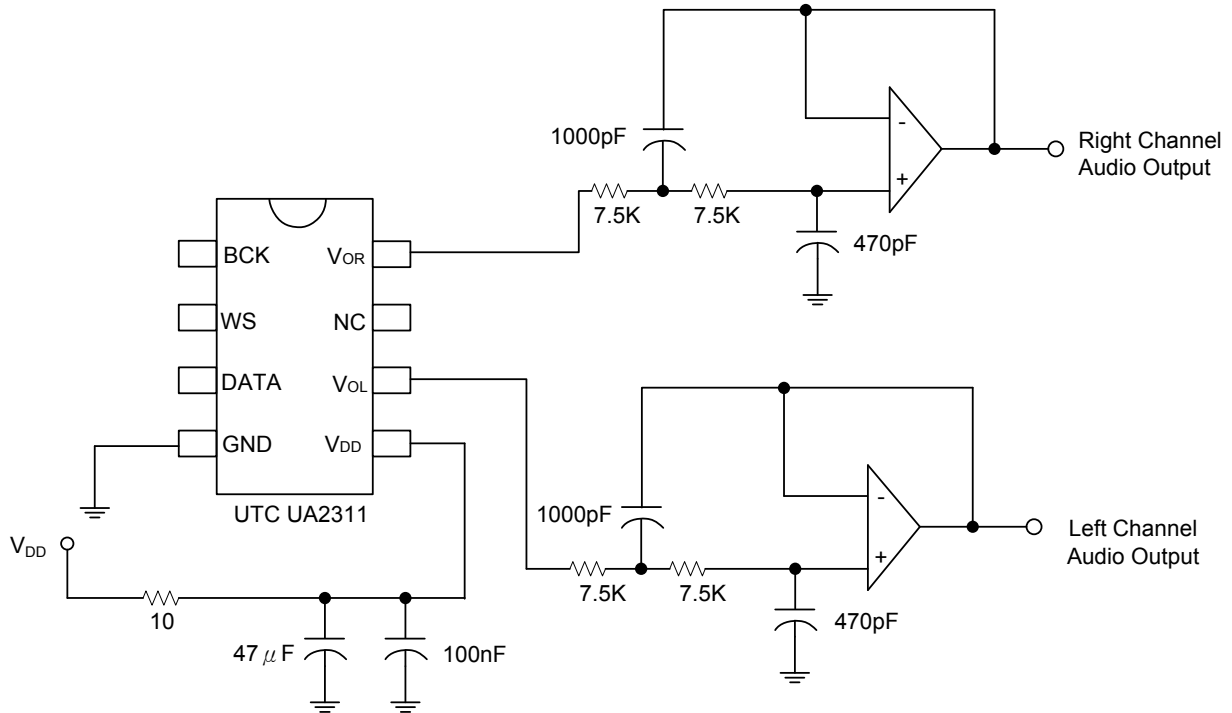 1000pF
-
+
Right Channel
Audio Output
7.5K
7.5K
470pF
BCK
VOR
WS
NC
DATA
VOL
GND
VDD
UTC UA2311
1000pF
-
+
Left Channel
Audio Output
7.5K
7.5K
470pF
VDD
10
47μF
100nF